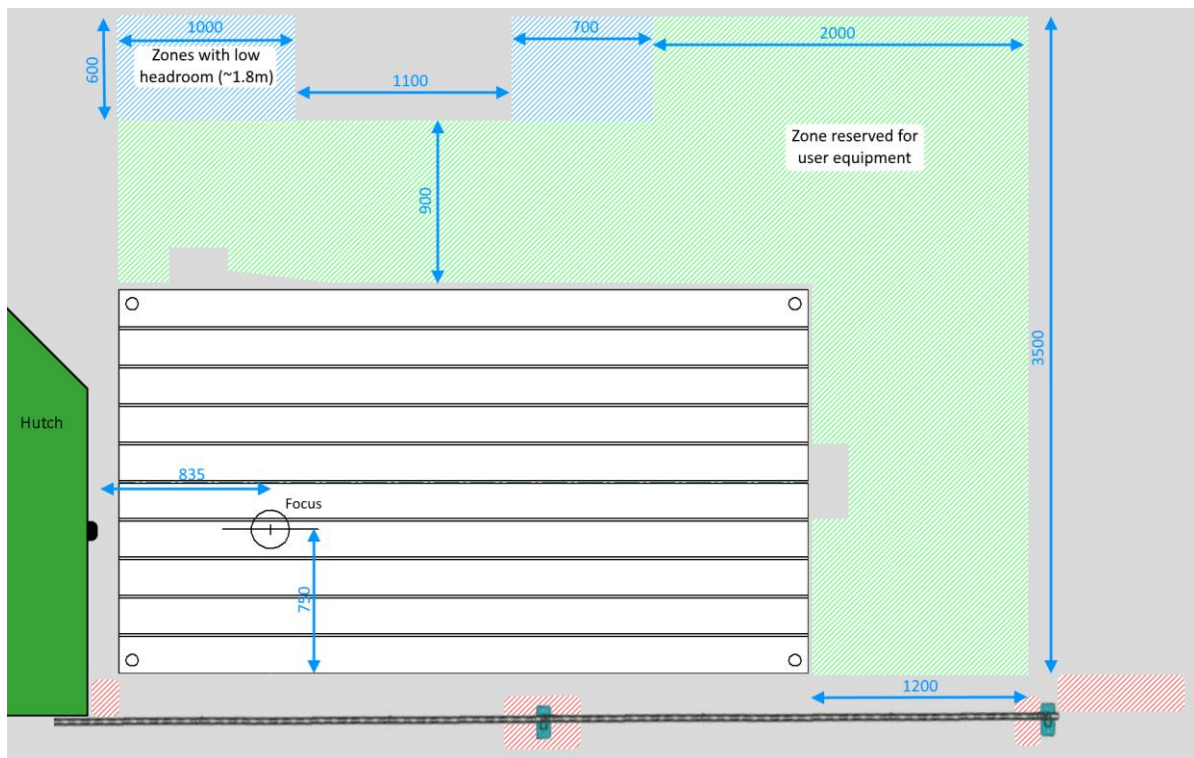 1000
700
2000
Zones with low
headroom (~1.8m)
600
1100
Zone reserved for
user equipment
900
3500
Hutch
835
Focus
750
1200